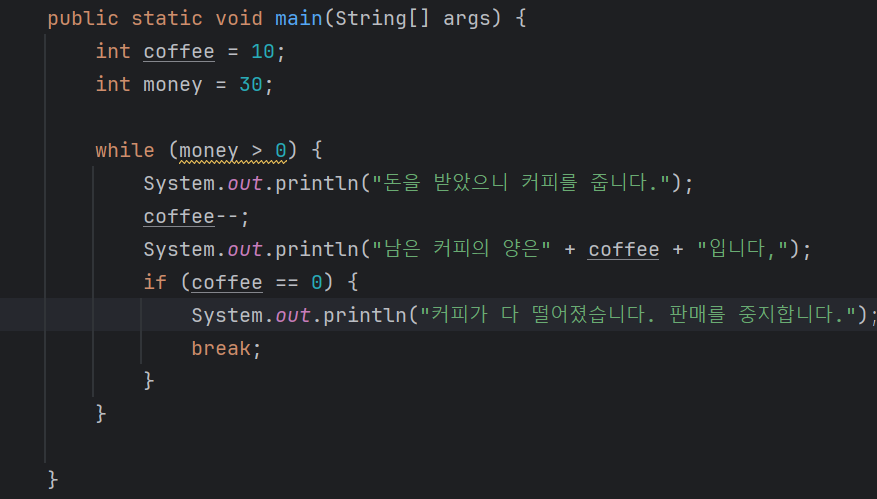 public static void main(String[] args) {
int coffee = 10;
int money = 30;
while (money > 0) {
System.out.println("돈을 받았으니 커피를 줍니다.");
coffee--;
System.out.println("남은 커피의 양은" + coffee + "입니다,");
if (coffee == 0) {
System.out.println("커피가 다 떨어졌습니다. 판매를 중지합니다.");
break;
}
}
}